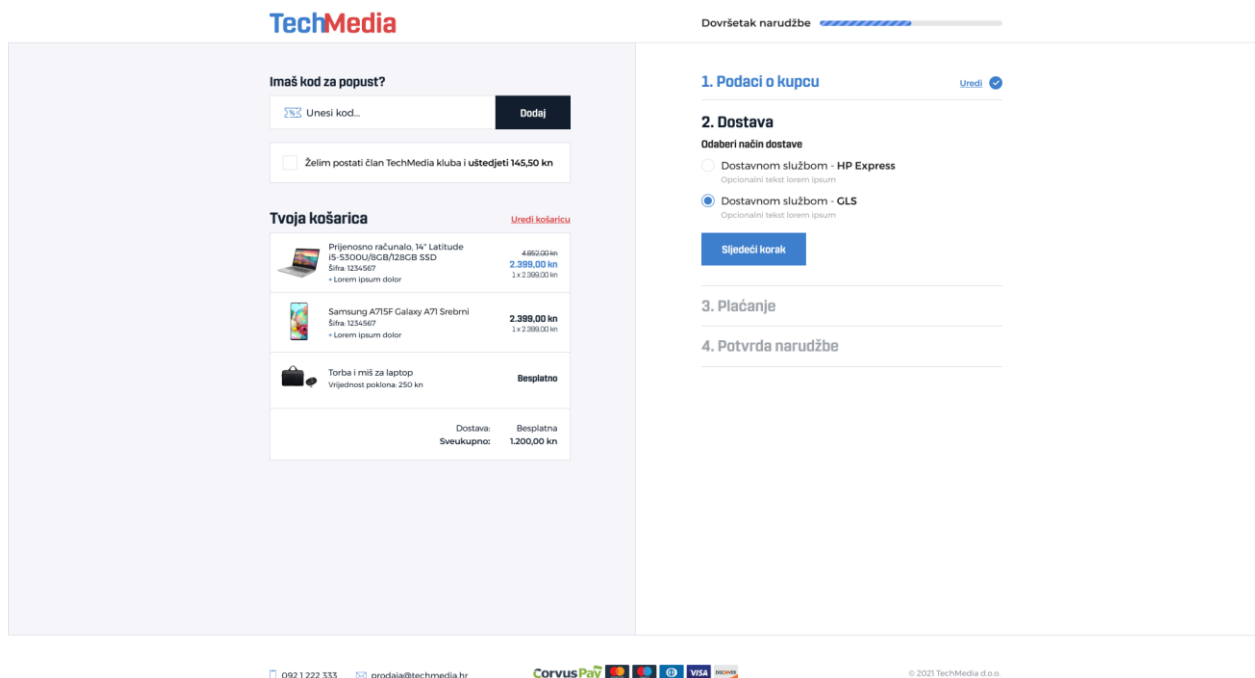 TechMedia
Dovršetak narudžbe
Imaš kod za popust?
Unesi kod...
Dodaj
Želim postati član TechMedia kluba i uštedjeti 145,50 kn
Tvoja košarica
Uredi košaricu
Prijenosno računalo, 14" Latitude
i5-5300U/8GB/128GB SSD
Šifra: 1234567
+ Lorem ipsum dolor
4.852,00 kn
2.399,00 kn
1 x 2.399,00 kn
Samsung A715F Galaxy A71 Srebrni
Šifra: 1234567
+ Lorem ipsum dolor
2.399,00 kn
1 x 2.399,00 kn
Torba i miš za laptop
Vrijednost poklona: 250 kn
Besplatno
Dostava: Besplatna
Sveukupno: 1.200,00 kn
1. Podaci o kupcu
Uredi
2. Dostava
Odaberi način dostave
Dostavnom službom - HP Express
Opcionalni tekst lorem ipsum
Dostavnom službom - GLS
Opcionalni tekst lorem ipsum
Sljedeći korak
3. Plaćanje
4. Potvrda narudžbe
092 1 222 333
prodaja@techmedia.hr
CorvusPay
VISA
DISCOVER
© 2021 TechMedia d.o.o.